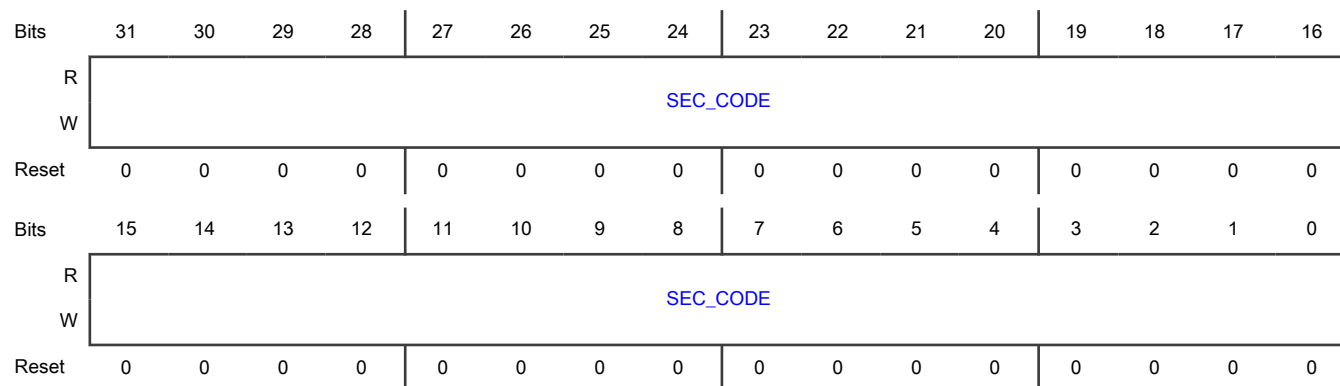 Bits 31 30 29 28 27 26 25 24 23 22 21 20 19 18 17 16
R
SEC_CODE
W
Reset 0 0 0 0 0 0 0 0 0 0 0 0 0 0 0 0
Bits 15 14 13 12 11 10 9 8 7 6 5 4 3 2 1 0
R
SEC_CODE
W
Reset 0 0 0 0 0 0 0 0 0 0 0 0 0 0 0 0